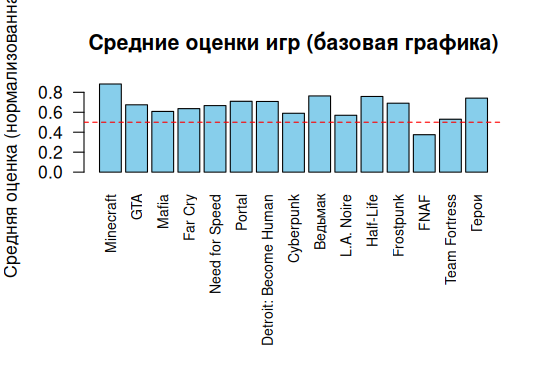 Средние оценки игр (базовая графика)
Средняя оценка (нормализованна
0.8
0.6
0.4
0.2
0.0
Minecraft
GTA
Mafia
Far Cry
Need for Speed
Portal
Detroit: Become Human
Cyberpunk
Ведьмак
L.A. Noire
Half-Life
Frostpunk
FNAF
Team Fortress
Герои